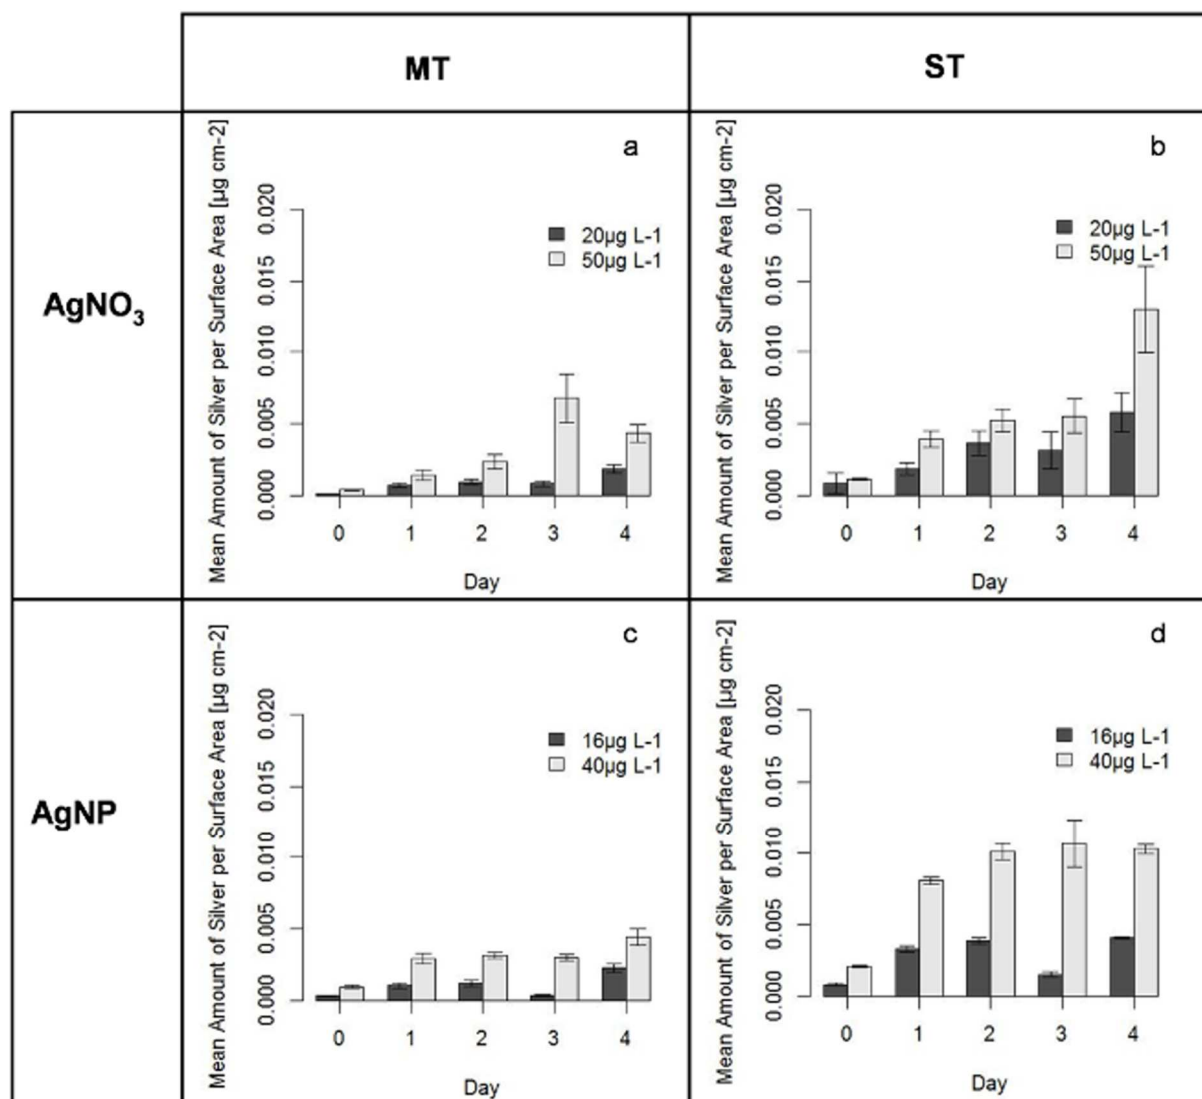 MT
ST
AgNO3
a
Mean Amount of Silver per Surface Area [µg cm-2]
0.020
0.015
0.010
0.005
0.000
20µg L-1
50µg L-1
0 1 2 3 4
Day
b
Mean Amount of Silver per Surface Area [µg cm-2]
0.020
0.015
0.010
0.005
0.000
20µg L-1
50µg L-1
0 1 2 3 4
Day
AgNP
c
Mean Amount of Silver per Surface Area [µg cm-2]
0.020
0.015
0.010
0.005
0.000
16µg L-1
40µg L-1
0 1 2 3 4
Day
d
Mean Amount of Silver per Surface Area [µg cm-2]
0.020
0.015
0.010
0.005
0.000
16µg L-1
40µg L-1
0 1 2 3 4
Day